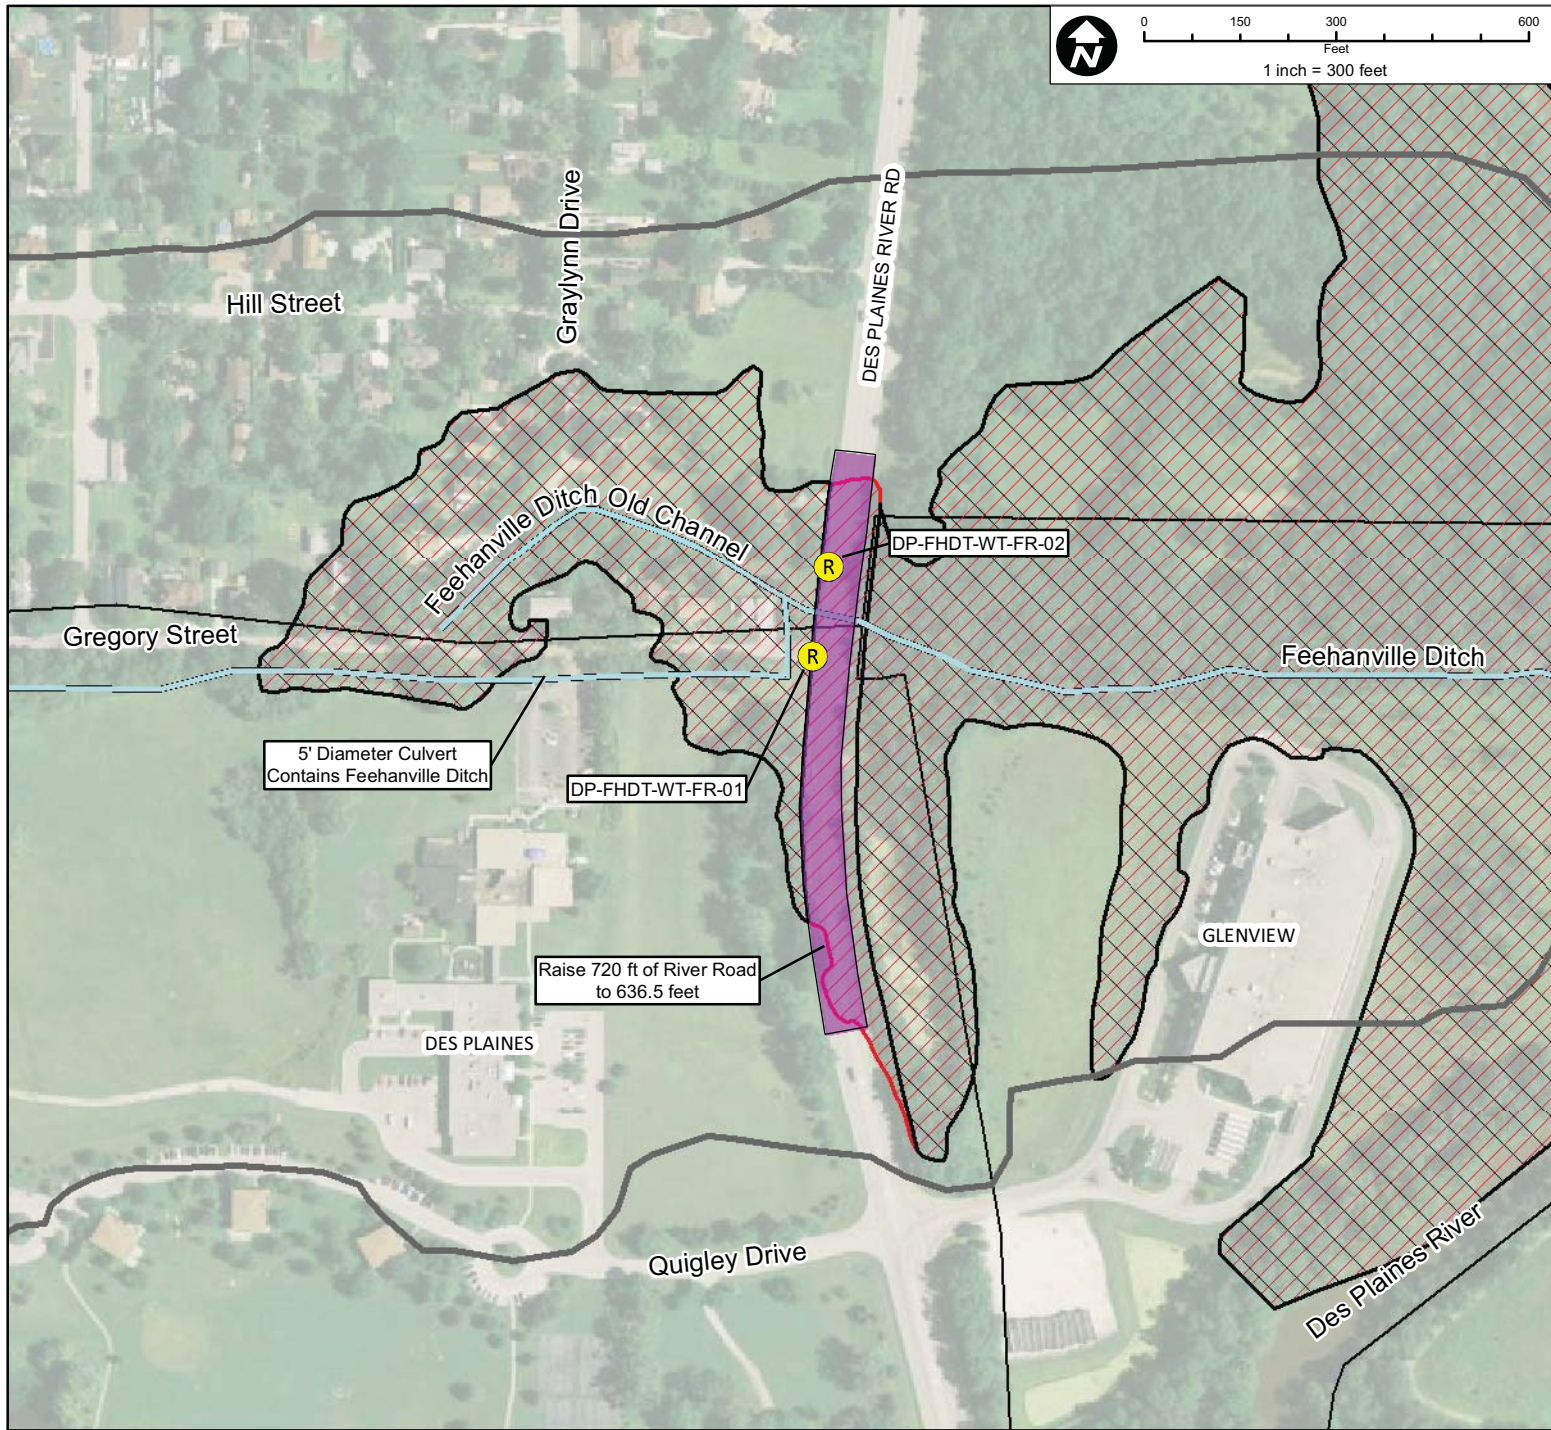 N
0 150 300 600
Feet
1 inch = 300 feet
DES PLAINES RIVER RD
Graylynn Drive
Hill Street
Feehanville Ditch Old Channel
DP-FHDT-WT-FR-02
R
Gregory Street
R
Feehanville Ditch
5' Diameter Culvert
Contains Feehanville Ditch
DP-FHDT-WT-FR-01
GLENVIEW
Raise 720 ft of River Road
to 636.5 feet
DES PLAINES
Quigley Drive
Des Plaines River